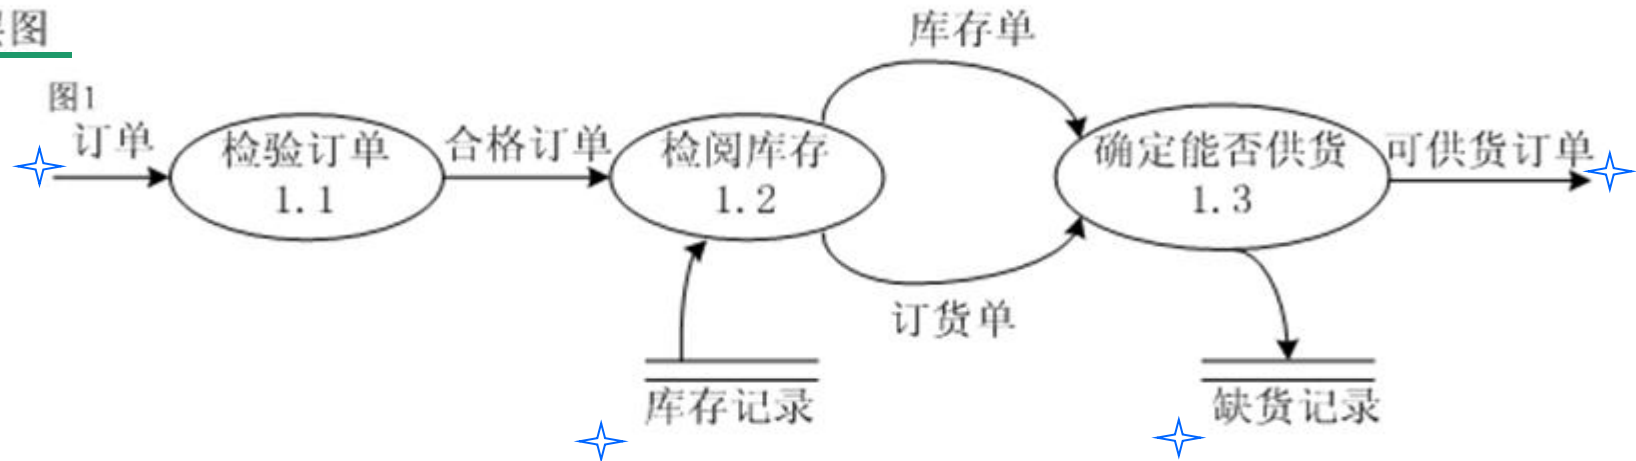 图
图1
订单
检验订单
1.1
合格订单
检阅库存
1.2
库存单
订货单
确定能否供货
1.3
可供货订单
库存记录
缺货记录